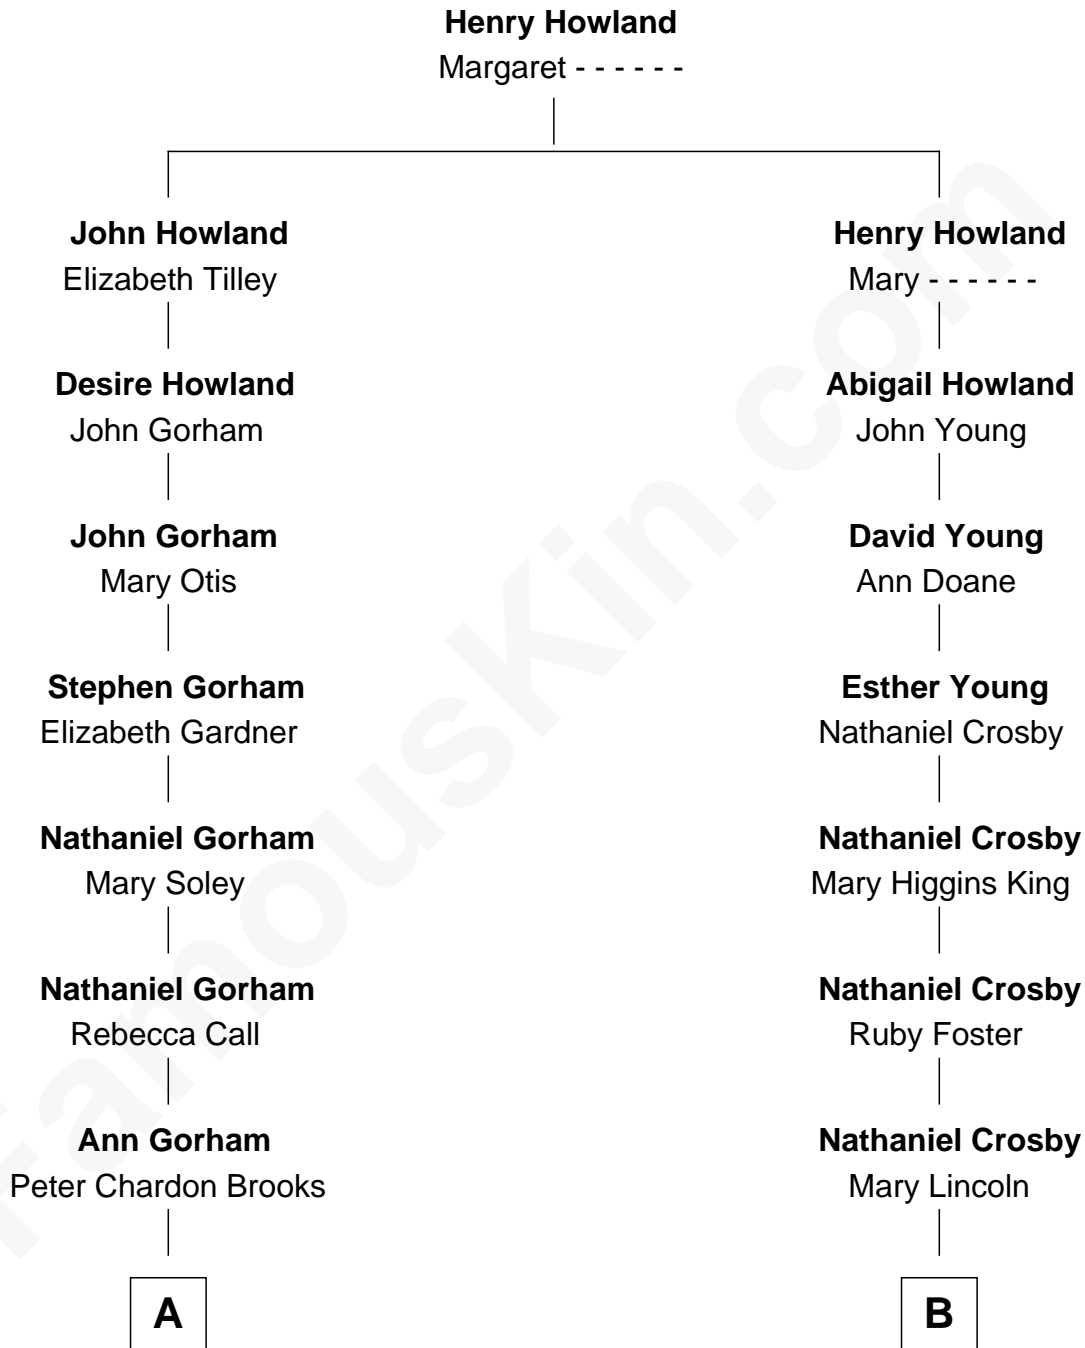 Henry Howland
Margaret - - - - - -
John Howland
Elizabeth Tilley
Henry Howland
Mary - - - - - -
Desire Howland
John Gorham
Abigail Howland
John Young
John Gorham
Mary Otis
David Young
Ann Doane
Stephen Gorham
Elizabeth Gardner
Esther Young
Nathaniel Crosby
Nathaniel Gorham
Mary Soley
Nathaniel Crosby
Mary Higgins King
Nathaniel Gorham
Rebecca Call
Nathaniel Crosby
Ruby Foster
Ann Gorham
Peter Chardon Brooks
Nathaniel Crosby
Mary Lincoln
A
B
FamousKin.com